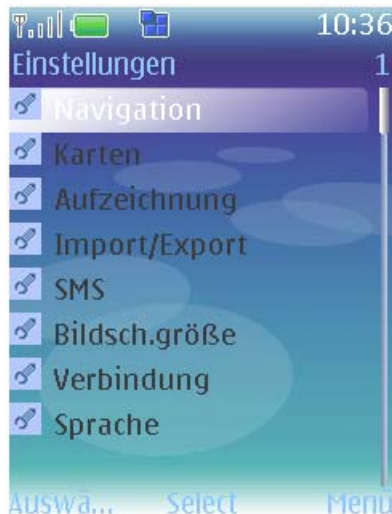 10:36
Einstellungen 1
Navigation
Karten
Aufzeichnung
Import/Export
SMS
Bildsch.größe
Verbindung
Sprache
Auswä... Select Menü